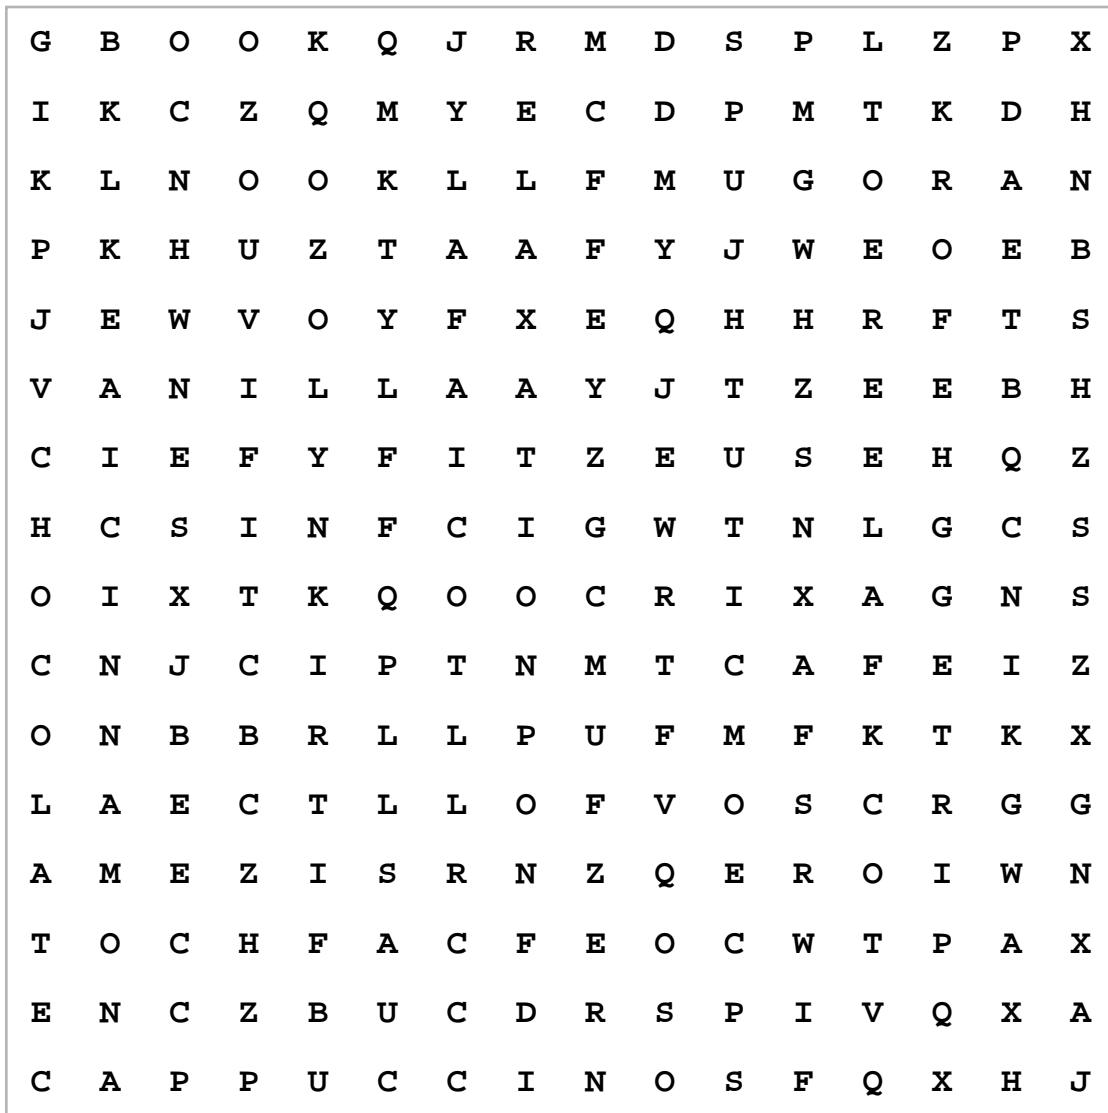 G B O O K Q J R M D S P L Z P X
I K C Z Q M Y E C D P M T K D H
K L N O O K L L F M U G O R A N
P K H U Z T A A F Y J W E O E B
J E W V O Y F X E Q H H R F T S
V A N I L L A A Y J T Z E E B H
C I E F Y F I T Z E U S E H Q Z
H C S I N F C I G W T N L G C S
O I X T K Q O O C R I X A G N S
C N J C I P T N M T C A F E I Z
O N B B R L L P U F M F K T K X
L A E C T L L O F V O S C R G G
A M E Z I S R N Z Q E R O I W N
T O C H F A C F E O C W T P A X
E N C Z B U C D R S P I V Q X A
C A P P U C C I N O S F Q X H J